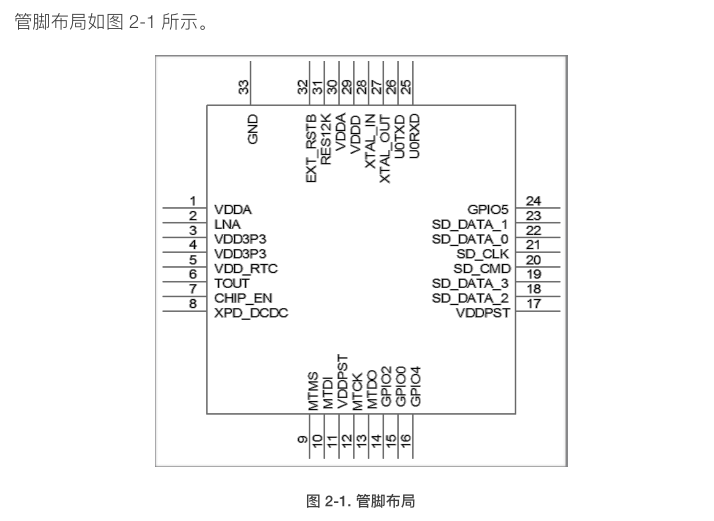 管脚布局如图 2-1 所示。
33
32
31
30
29
28
27
26
25
GND
EXT_RSTB
RES12K
VDDA
VDDD
XTAL_IN
XTAL_OUT
U0TXD
U0RXD
1 VDDA
2 LNA
3 VDD3P3
4 VDD3P3
5 VDD_RTC
6 TOUT
7 CHIP_EN
8 XPD_DCDC
GPIO5 24
SD_DATA_1 23
SD_DATA_0 22
SD_CLK 21
SD_CMD 20
SD_DATA_3 19
SD_DATA_2 18
VDDPST 17
MTMS
MTDI
VDDPST
MTCK
MTDO
GPIO2
GPIO0
GPIO4
9
10
11
12
13
14
15
16
图 2-1. 管脚布局